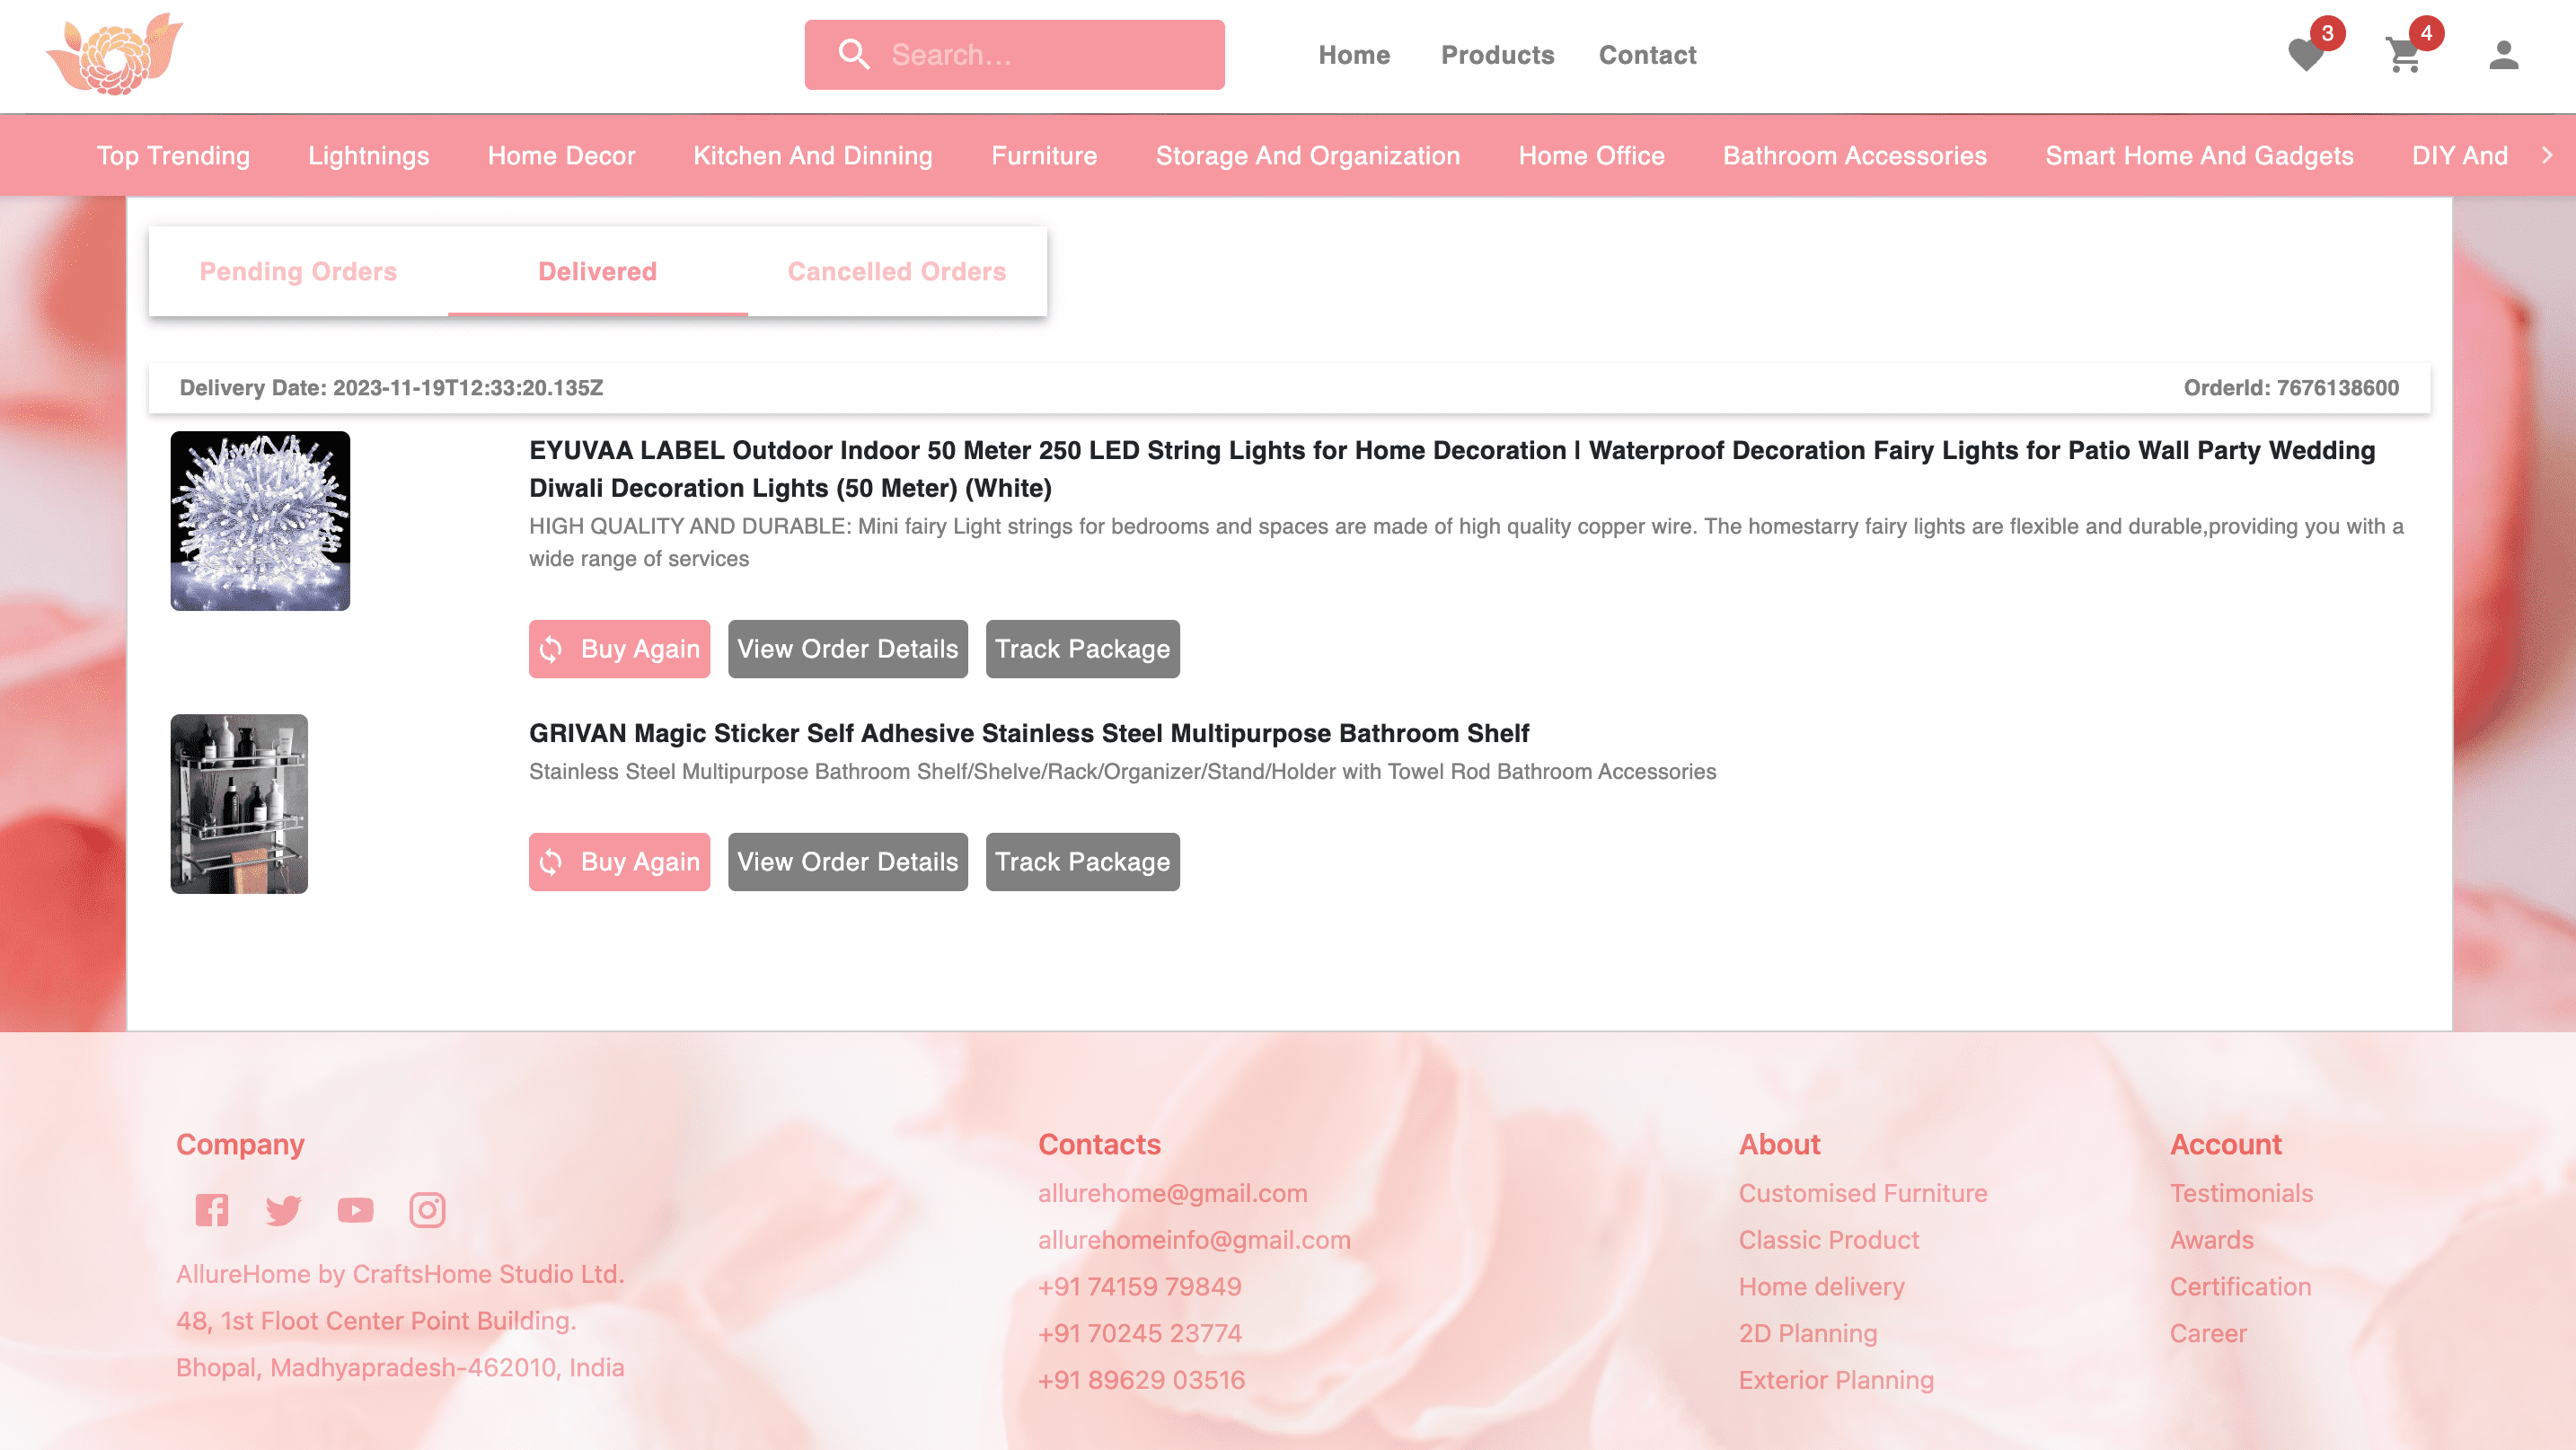 Search...
Home
Products
Contact
3
4
Top Trending
Lightnings
Home Decor
Kitchen And Dinning
Furniture
Storage And Organization
Home Office
Bathroom Accessories
Smart Home And Gadgets
DIY And
Pending Orders
Delivered
Cancelled Orders
Delivery Date: 2023-11-19T12:33:20.135Z
OrderId: 7676138600
EYUVAA LABEL Outdoor Indoor 50 Meter 250 LED String Lights for Home Decoration l Waterproof Decoration Fairy Lights for Patio Wall Party Wedding
Diwali Decoration Lights (50 Meter) (White)
HIGH QUALITY AND DURABLE: Mini fairy Light strings for bedrooms and spaces are made of high quality copper wire. The homestarry fairy lights are flexible and durable,providing you with a
wide range of services
Buy Again
View Order Details
Track Package
GRIVAN Magic Sticker Self Adhesive Stainless Steel Multipurpose Bathroom Shelf
Stainless Steel Multipurpose Bathroom Shelf/Shelve/Rack/Organizer/Stand/Holder with Towel Rod Bathroom Accessories
Buy Again
View Order Details
Track Package
Company
AllureHome by CraftsHome Studio Ltd.
48, 1st Floot Center Point Building.
Bhopal, Madhyapradesh-462010, India
Contacts
allurehome@gmail.com
allurehomeinfo@gmail.com
+91 74159 79849
+91 70245 23774
+91 89629 03516
About
Customised Furniture
Classic Product
Home delivery
2D Planning
Exterior Planning
Account
Testimonials
Awards
Certification
Career